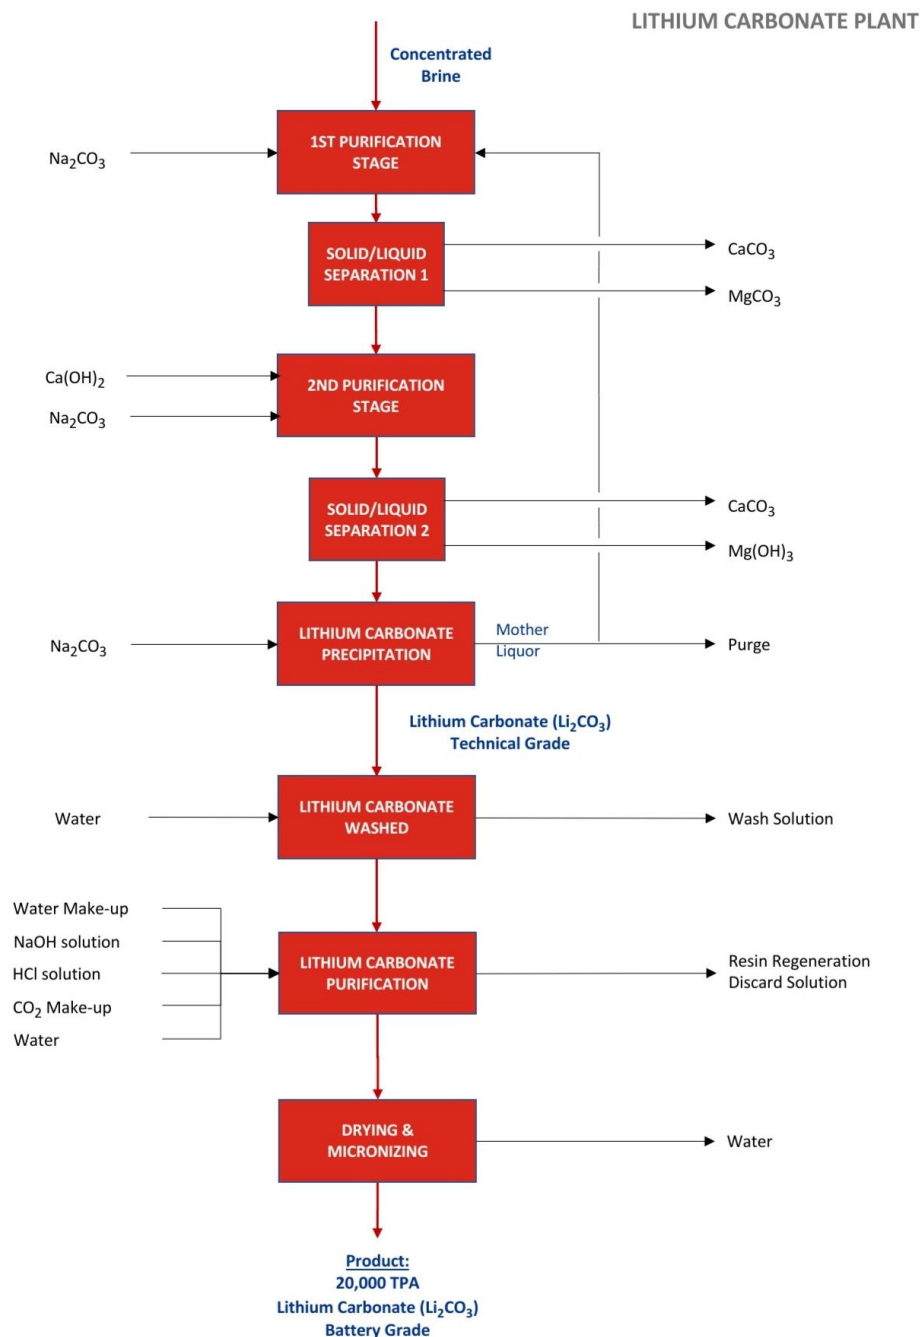 LITHIUM CARBONATE PLANT
Concentrated
Brine
Na₂CO₃
1ST PURIFICATION
STAGE
SOLID/LIQUID
SEPARATION 1
CaCO₃
MgCO₃
Ca(OH)₂
Na₂CO₃
2ND PURIFICATION
STAGE
SOLID/LIQUID
SEPARATION 2
CaCO₃
Mg(OH)₃
Na₂CO₃
LITHIUM CARBONATE
PRECIPITATION
Mother
Liquor
Purge
Lithium Carbonate (Li₂CO₃)
Technical Grade
Water
LITHIUM CARBONATE
WASHED
Wash Solution
Water Make-up
NaOH solution
HCl solution
CO₂ Make-up
Water
LITHIUM CARBONATE
PURIFICATION
Resin Regeneration
Discard Solution
DRYING &
MICRONIZING
Water
Product:
20,000 TPA
Lithium Carbonate (Li₂CO₃)
Battery Grade